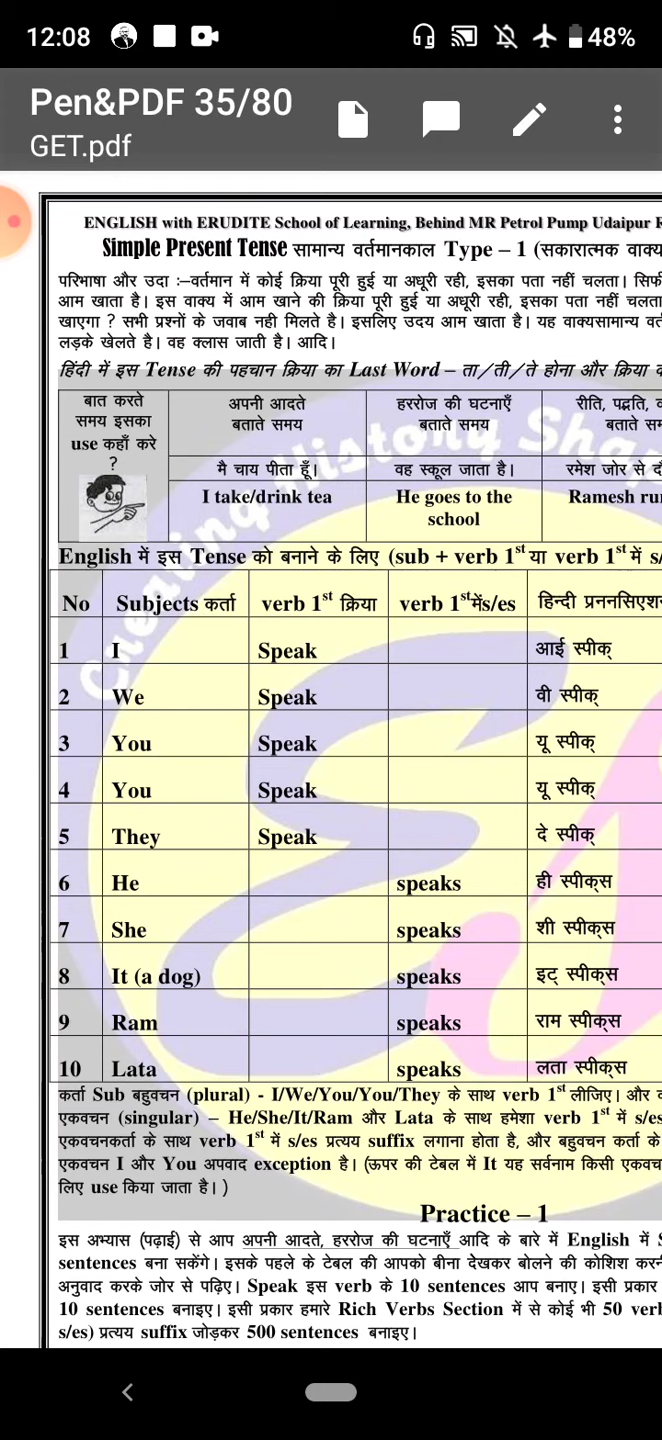 12:08
48%
Pen&PDF 35/80
GET.pdf
ENGLISH with ERUDITE School of Learning, Behind MR Petrol Pump Udaipur R
Simple Present Tense सामान्य वर्तमानकाल Type – 1 (सकारात्मक वाक्य
परिभाषा और उदा :–वर्तमान में कोई क्रिया पूरी हुई या अधूरी रही, इसका पता नहीं चलता। सिर्फ
आम खाता है। इस वाक्य में आम खाने की क्रिया पूरी हुई या अधूरी रही, इसका पता नहीं चलता
खाएगा ? सभी प्रश्नों के जवाब नही मिलते है। इसलिए उदय आम खाता है। यह वाक्यसामान्य वर्त
लड़के खेलते है। वह क्लास जाती है। आदि।
हिंदी में इस Tense की पहचान क्रिया का Last Word – ता/ती/ते होना और क्रिया क
बात करते समय इसका use कहाँ करे ?
अपनी आदते बताते समय
हररोज की घटनाएँ बताते समय
रीति, पद्धति, व
बताते सम
मै चाय पीता हूँ। वह स्कूल जाता है। रमेश जोर से दौ
I take/drink tea He goes to the school Ramesh ru
English में इस Tense को बनाने के लिए (sub + verb 1st या verb 1st में s/
No Subjects कर्ता verb 1st क्रिया verb 1stमेंs/es हिन्दी प्रननसिएशन
1 I Speak आई स्पीक्
2 We Speak वी स्पीक्
3 You Speak यू स्पीक्
4 You Speak यू स्पीक्
5 They Speak दे स्पीक्
6 He speaks ही स्पीक्स
7 She speaks शी स्पीक्स
8 It (a dog) speaks इट् स्पीक्स
9 Ram speaks राम स्पीक्स
10 Lata speaks लता स्पीक्स
कर्ता Sub बहुवचन (plural) - I/We/You/You/They के साथ verb 1st लीजिए। और
एकवचन (singular) – He/She/It/Ram और Lata के साथ हमेशा verb 1st में s/es
एकवचनकर्ता के साथ verb 1st में s/es प्रत्यय suffix लगाना होता है, और बहुवचन कर्ता के
एकवचन I और You अपवाद exception है। (ऊपर की टेबल में It यह सर्वनाम किसी एकवच
लिए use किया जाता है। )
Practice – 1
इस अभ्यास (पढ़ाई) से आप अपनी आदते, हररोज की घटनाएँ आदि के बारे में English में S
sentences बना सकेंगे। इसके पहले के टेबल की आपको बीना देखकर बोलने की कोशिश करनी
अनुवाद करके जोर से पढ़िए। Speak इस verb के 10 sentences आप बनाए। इसी प्रकार
10 sentences बनाइए। इसी प्रकार हमारे Rich Verbs Section में से कोई भी 50 verb
s/es) प्रत्यय suffix जोड़कर 500 sentences बनाइए।
Creating History Shap